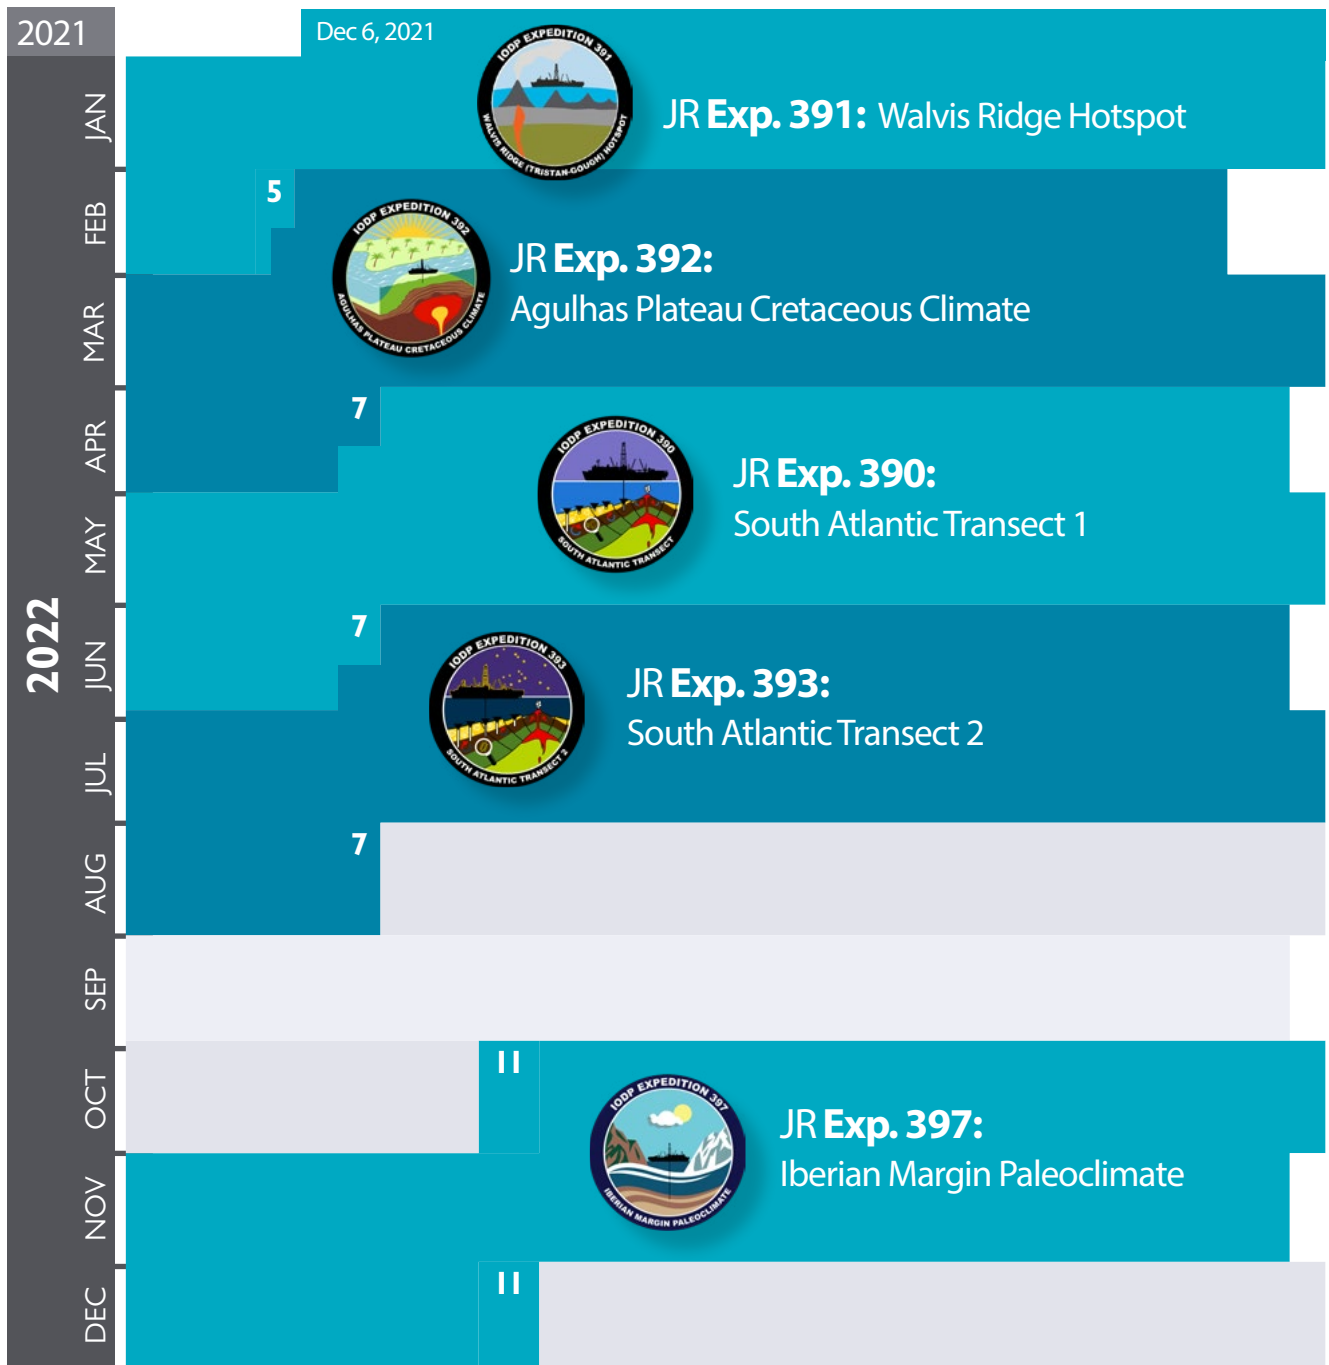 2021
Dec 6, 2021
IODP EXPEDITION 391
WALVIS RIDGE (TRISTAN-GOUGH) HOTSPOT
JR Exp. 391: Walvis Ridge Hotspot
JAN
FEB
5
IODP EXPEDITION 392
AGULHAS PLATEAU CRETACEOUS CLIMATE
JR Exp. 392:
Agulhas Plateau Cretaceous Climate
MAR
APR
7
IODP EXPEDITION 390
SOUTH ATLANTIC TRANSECT
JR Exp. 390:
South Atlantic Transect 1
MAY
2022
JUN
7
IODP EXPEDITION 393
SOUTH ATLANTIC TRANSECT 2
JR Exp. 393:
South Atlantic Transect 2
JUL
AUG
7
SEP
OCT
11
IODP EXPEDITION 397
IBERIAN MARGIN PALEOCLIMATE
JR Exp. 397:
Iberian Margin Paleoclimate
NOV
DEC
11